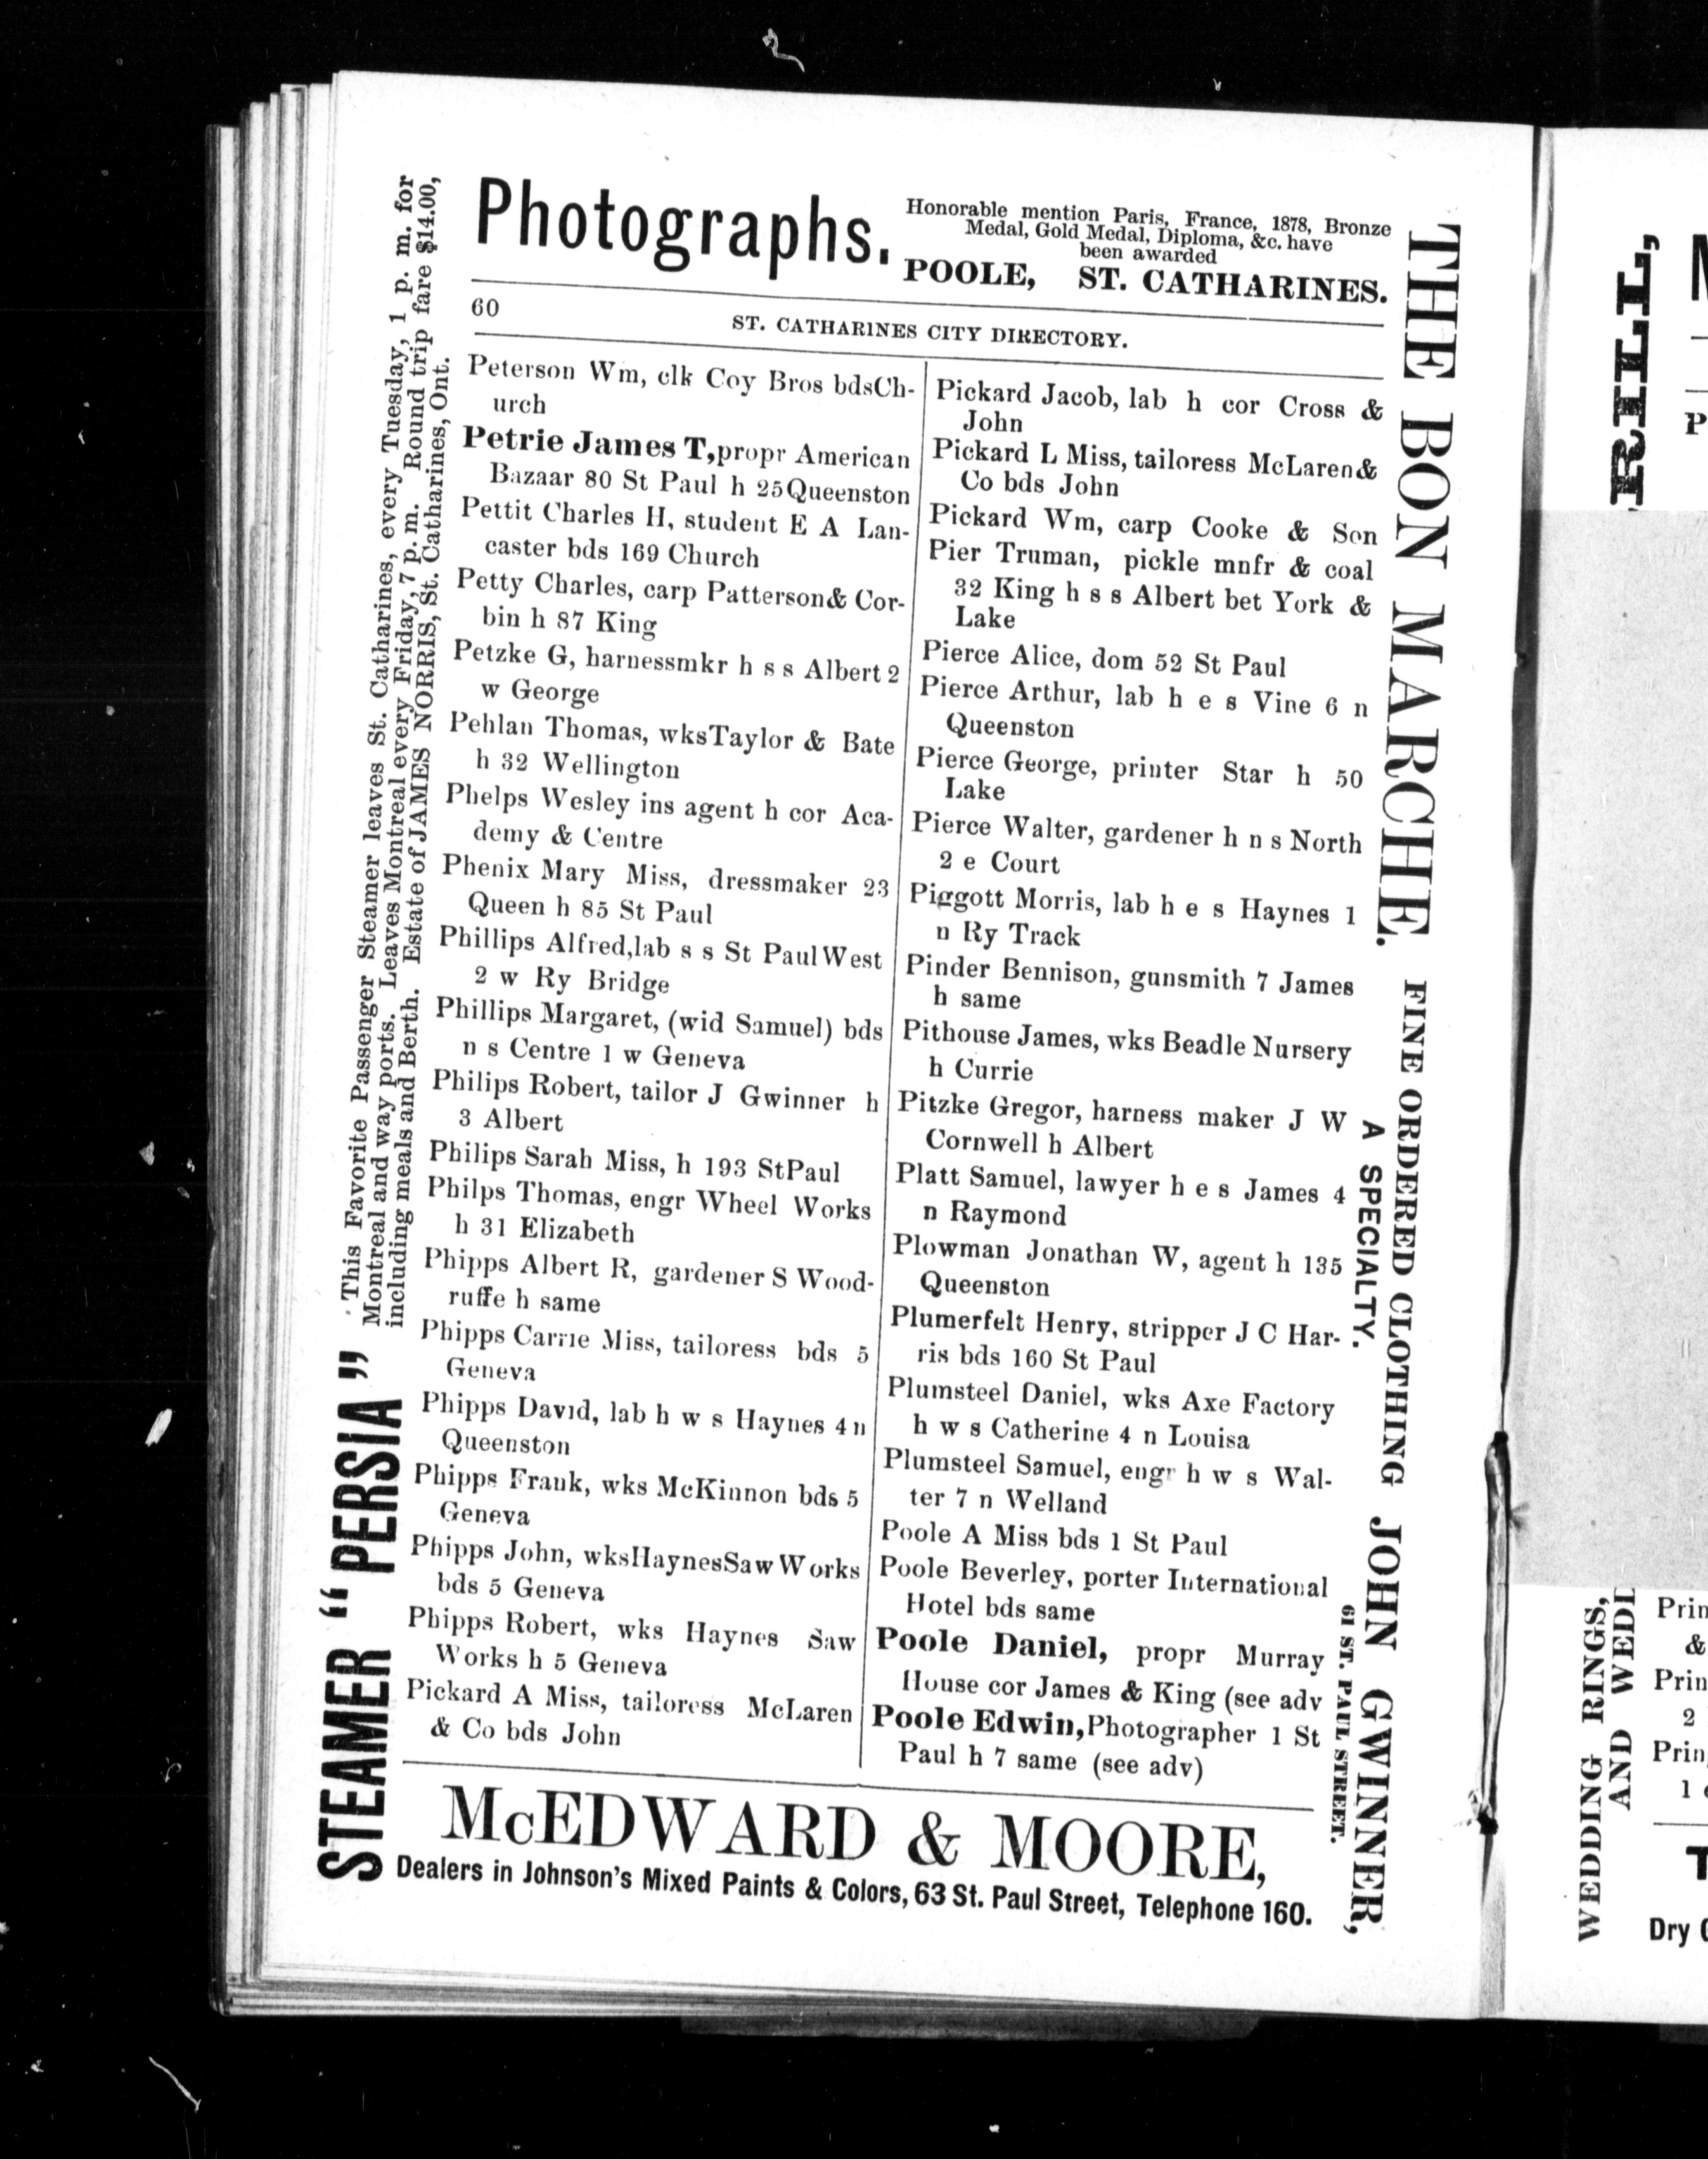 Photographs.
Honorable mention Paris, France, 1878, Bronze
Medal, Gold Medal, Diploma, &c. have
been awarded
POOLE, ST. CATHARINES.
60
ST. CATHARINES CITY DIRECTORY.
Peterson Wm, clk Coy Bros bdsCh-
urch
Petrie James T,propr American
Bazaar 80 St Paul h 25Queenston
Pettit Charles H, student E A Lan-
caster bds 169 Church
Petty Charles, carp Patterson& Cor-
bin h 87 King
Petzke G, harnessmkr h s s Albert 2
w George
Pehlan Thomas, wksTaylor & Bate
h 32 Wellington
Phelps Wesley ins agent h cor Aca-
demy & Centre
Phenix Mary Miss, dressmaker 23
Queen h 85 St Paul
Phillips Alfred,lab s s St Paul West
2 w Ry Bridge
Phillips Margaret, (wid Samuel) bds
n s Centre 1 w Geneva
Philips Robert, tailor J Gwinner h
3 Albert
Philips Sarah Miss, h 193 StPaul
Philps Thomas, engr Wheel Works
h 31 Elizabeth
Phipps Albert R, gardener S Wood-
ruffe h same
Phipps Carrie Miss, tailoress bds 5
Geneva
Phipps David, lab h w s Haynes 4 n
Queenston
Phipps Frank, wks McKinnon bds 5
Geneva
Phipps John, wksHaynesSaw Works
bds 5 Geneva
Phipps Robert, wks Haynes Saw
Works h 5 Geneva
Pickard A Miss, tailoress McLaren
& Co bds John
Pickard Jacob, lab h cor Cross &
John
Pickard L Miss, tailoress McLaren&
Co bds John
Pickard Wm, carp Cooke & Son
Pier Truman, pickle mnfr & coal
32 King h s s Albert bet York &
Lake
Pierce Alice, dom 52 St Paul
Pierce Arthur, lab h e s Vine 6 n
Queenston
Pierce George, printer Star h 50
Lake
Pierce Walter, gardener h n s North
2 e Court
Piggott Morris, lab h e s Haynes 1
n Ry Track
Pinder Bennison, gunsmith 7 James
h same
Pithouse James, wks Beadle Nursery
h Currie
Pitzke Gregor, harness maker J W
Cornwell h Albert
Platt Samuel, lawyer h e s James 4
n Raymond
Plowman Jonathan W, agent h 135
Queenston
Plumerfelt Henry, stripper J C Har-
ris bds 160 St Paul
Plumsteel Daniel, wks Axe Factory
h w s Catherine 4 n Louisa
Plumsteel Samuel, engr h w s Wal-
ter 7 n Welland
Poole A Miss bds 1 St Paul
Poole Beverley, porter International
Hotel bds same
Poole Daniel, propr Murray
House cor James & King (see adv
Poole Edwin,Photographer 1 St
Paul h 7 same (see adv)
McEDWARD & MOORE,
Dealers in Johnson's Mixed Paints & Colors, 63 St. Paul Street, Telephone 160.
STEAMER "PERSIA"
This Favorite Passenger Steamer leaves St. Catharines, every Tuesday, 1 p. m. for
Montreal and way ports. Leaves Montreal every Friday, 7 p. m. Round trip fare $14.00,
including meals and Berth. Estate of JAMES NORRIS, St. Catharines, Ont.
THE BON MARCHE. FINE ORDERED CLOTHING
A SPECIALTY.
JOHN GWINNER,
61 ST. PAUL STREET.
RILL,
P
WEDDING RINGS,
AND
Prin
&
Prin
2
Prin
1
Dry